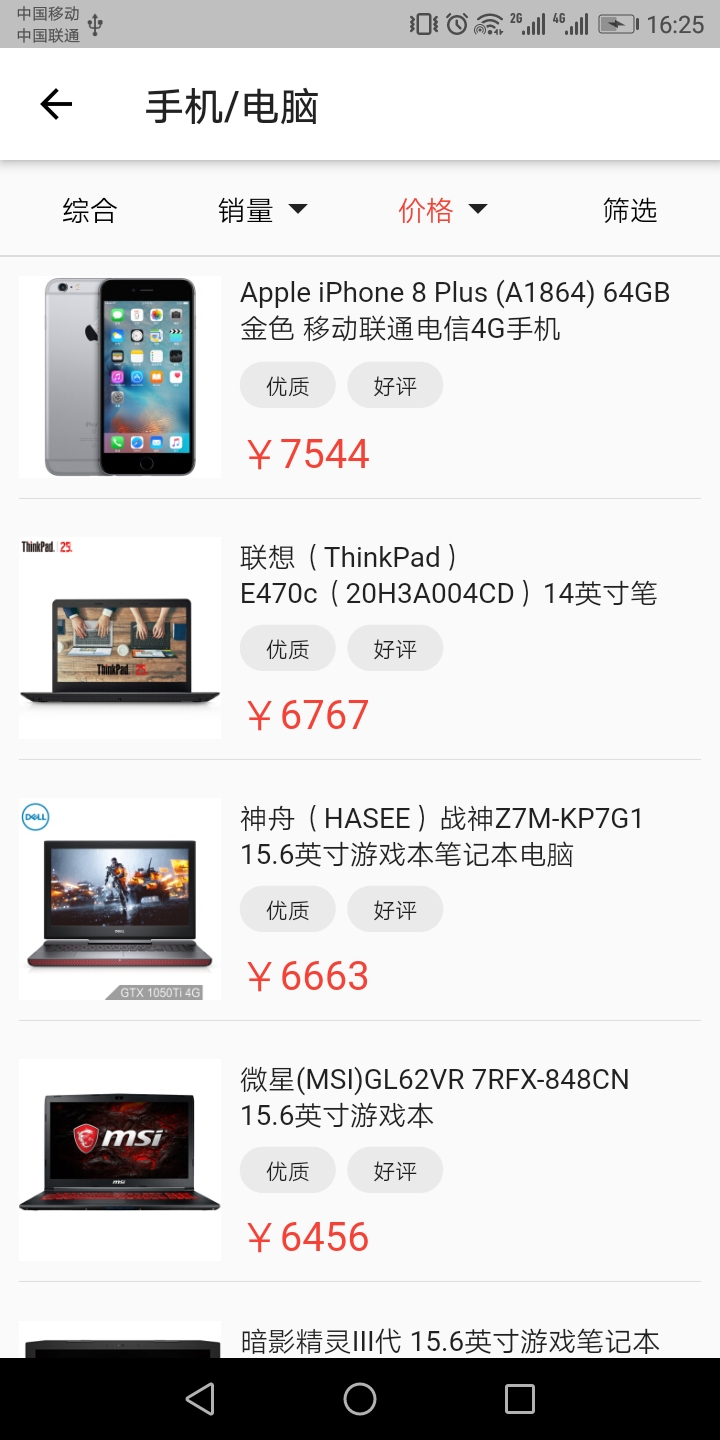 中国移动
中国联通
2G
4G
16:25
手机/电脑
综合
销量
价格
筛选
Apple iPhone 8 Plus (A1864) 64GB
金色 移动联通电信4G手机
优质
好评
￥7544
ThinkPad. 25.
ThinkPad. 25.
联想（ThinkPad）
E470c（20H3A004CD）14英寸笔
优质
好评
￥6767
DELL
DELL
GTX 1050Ti 4G
神舟（HASEE）战神Z7M-KP7G1
15.6英寸游戏本笔记本电脑
优质
好评
￥6663
msi
msi
微星(MSI)GL62VR 7RFX-848CN
15.6英寸游戏本
优质
好评
￥6456
暗影精灵III代 15.6英寸游戏笔记本